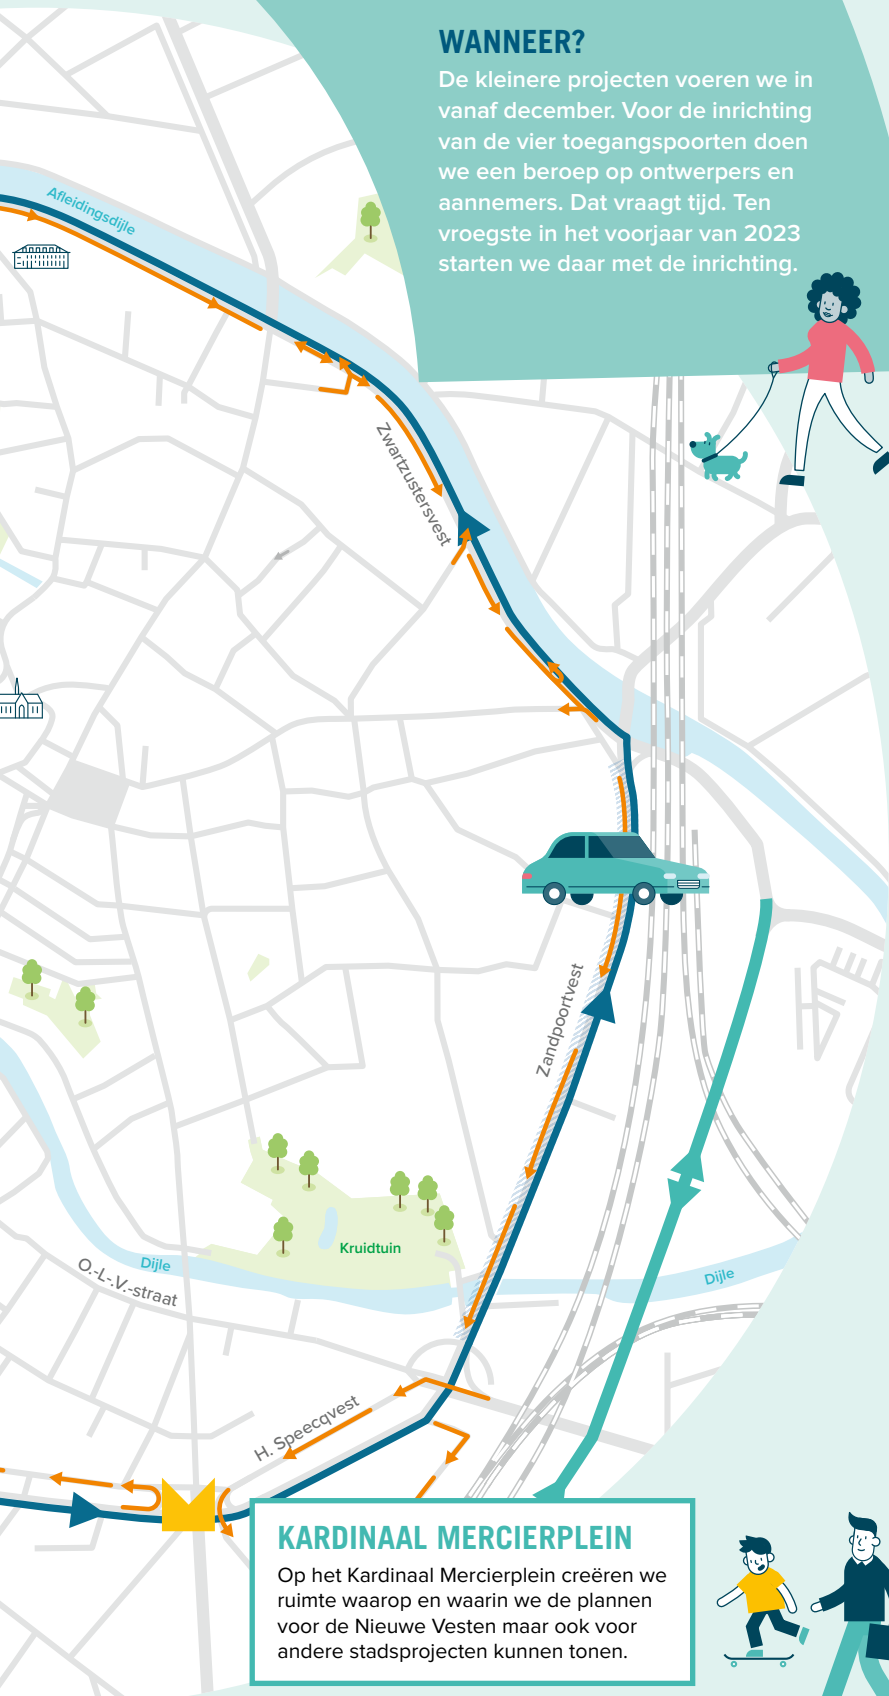 WANNEER?
De kleinere projecten voeren we in
vanaf december. Voor de inrichting
van de vier toegangspoorten doen
we een beroep op ontwerpers en
aannemers. Dat vraagt tijd. Ten
vroegste in het voorjaar van 2023
starten we daar met de inrichting.
Afleidingsdijle
Zwartzustersvest
Zandpoortvest
Kruidtuin
Dijle
Dijle
O.-L.-V.-straat
H. Speecqvest
KARDINAAL MERCIERPLEIN
Op het Kardinaal Mercierplein creëren we
ruimte waarop en waarin we de plannen
voor de Nieuwe Vesten maar ook voor
andere stadsprojecten kunnen tonen.